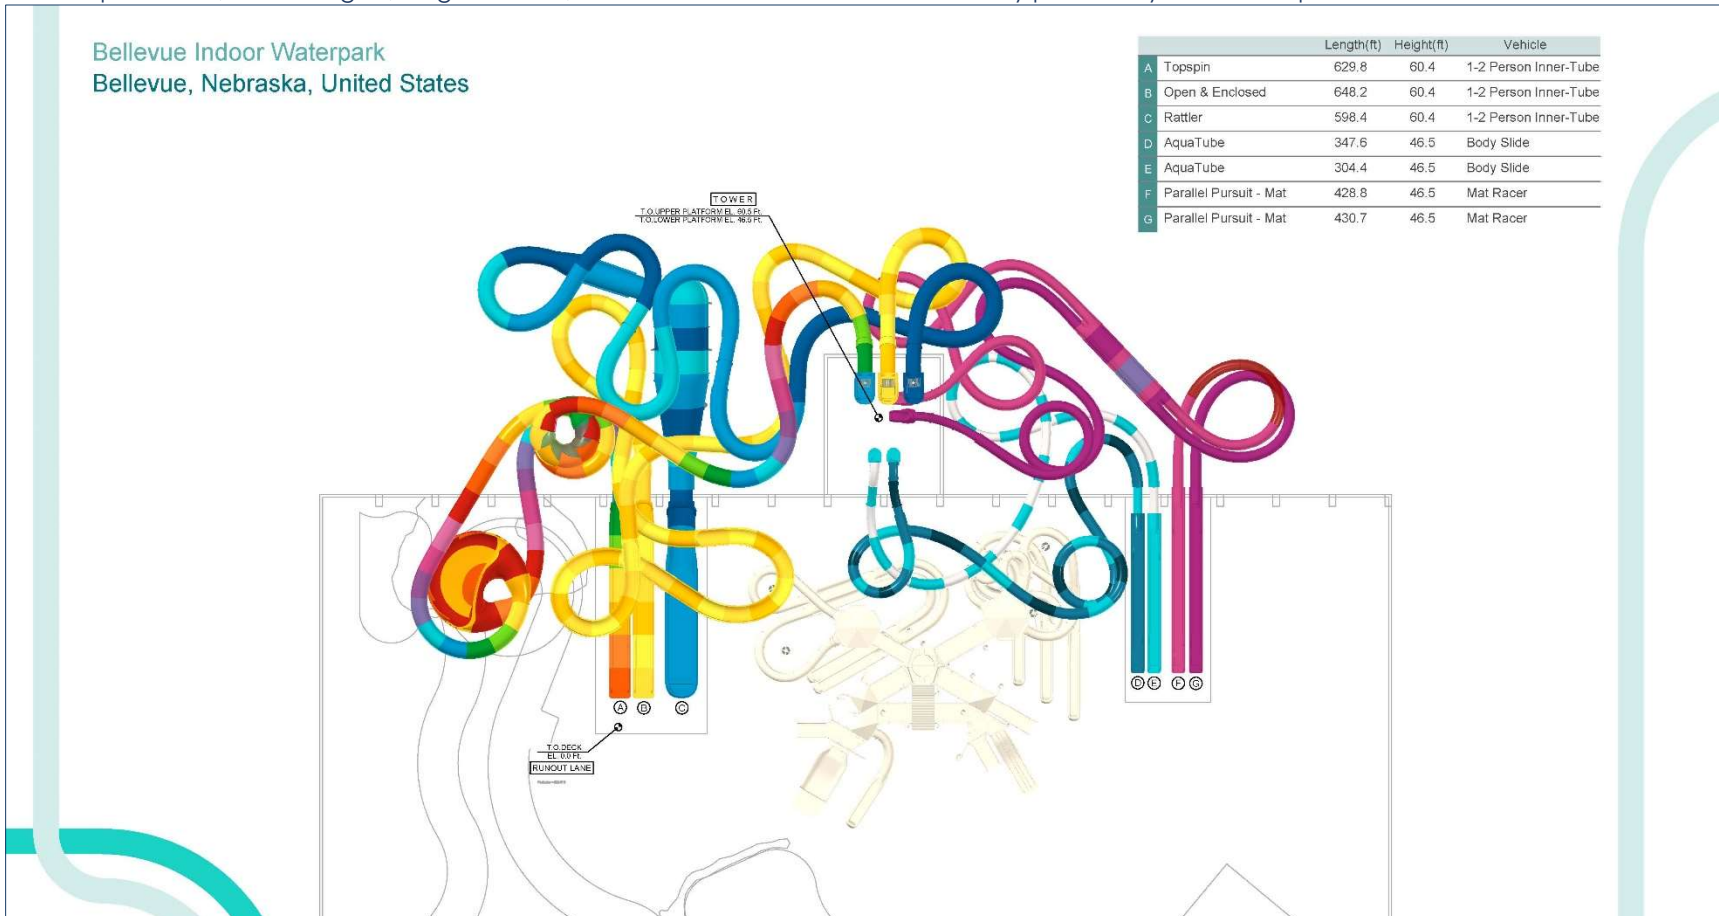 Bellevue Indoor Waterpark
Bellevue, Nebraska, United States
Length(ft) Height(ft) Vehicle
A Topspin 629.8 60.4 1-2 Person Inner-Tube
B Open & Enclosed 648.2 60.4 1-2 Person Inner-Tube
C Rattler 598.4 60.4 1-2 Person Inner-Tube
D AquaTube 347.6 46.5 Body Slide
E AquaTube 304.4 46.5 Body Slide
F Parallel Pursuit - Mat 428.8 46.5 Mat Racer
G Parallel Pursuit - Mat 430.7 46.5 Mat Racer
TOWER
T.O.UPPER PLATFORM EL. 60.5 Ft.
T.O.LOWER PLATFORM EL. 46.5 Ft.
D E F G
A B C
T.O.DECK
EL. 0.0 Ft.
RUNOUT LANE